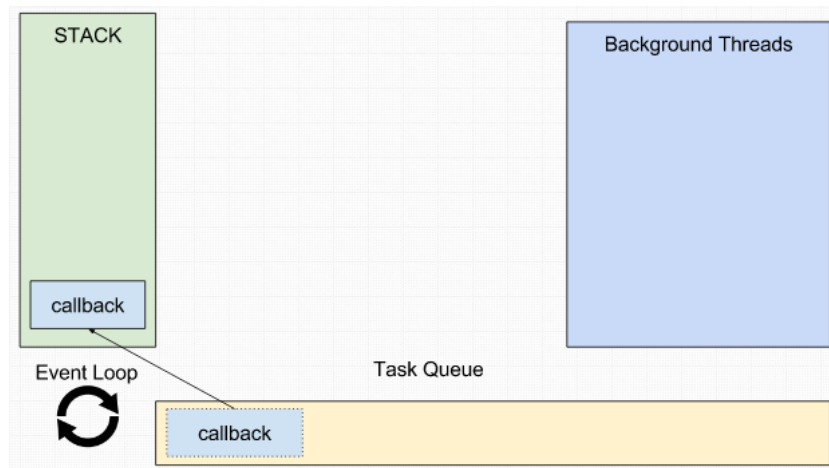 STACK
Background Threads
callback
Event Loop
Task Queue
callback